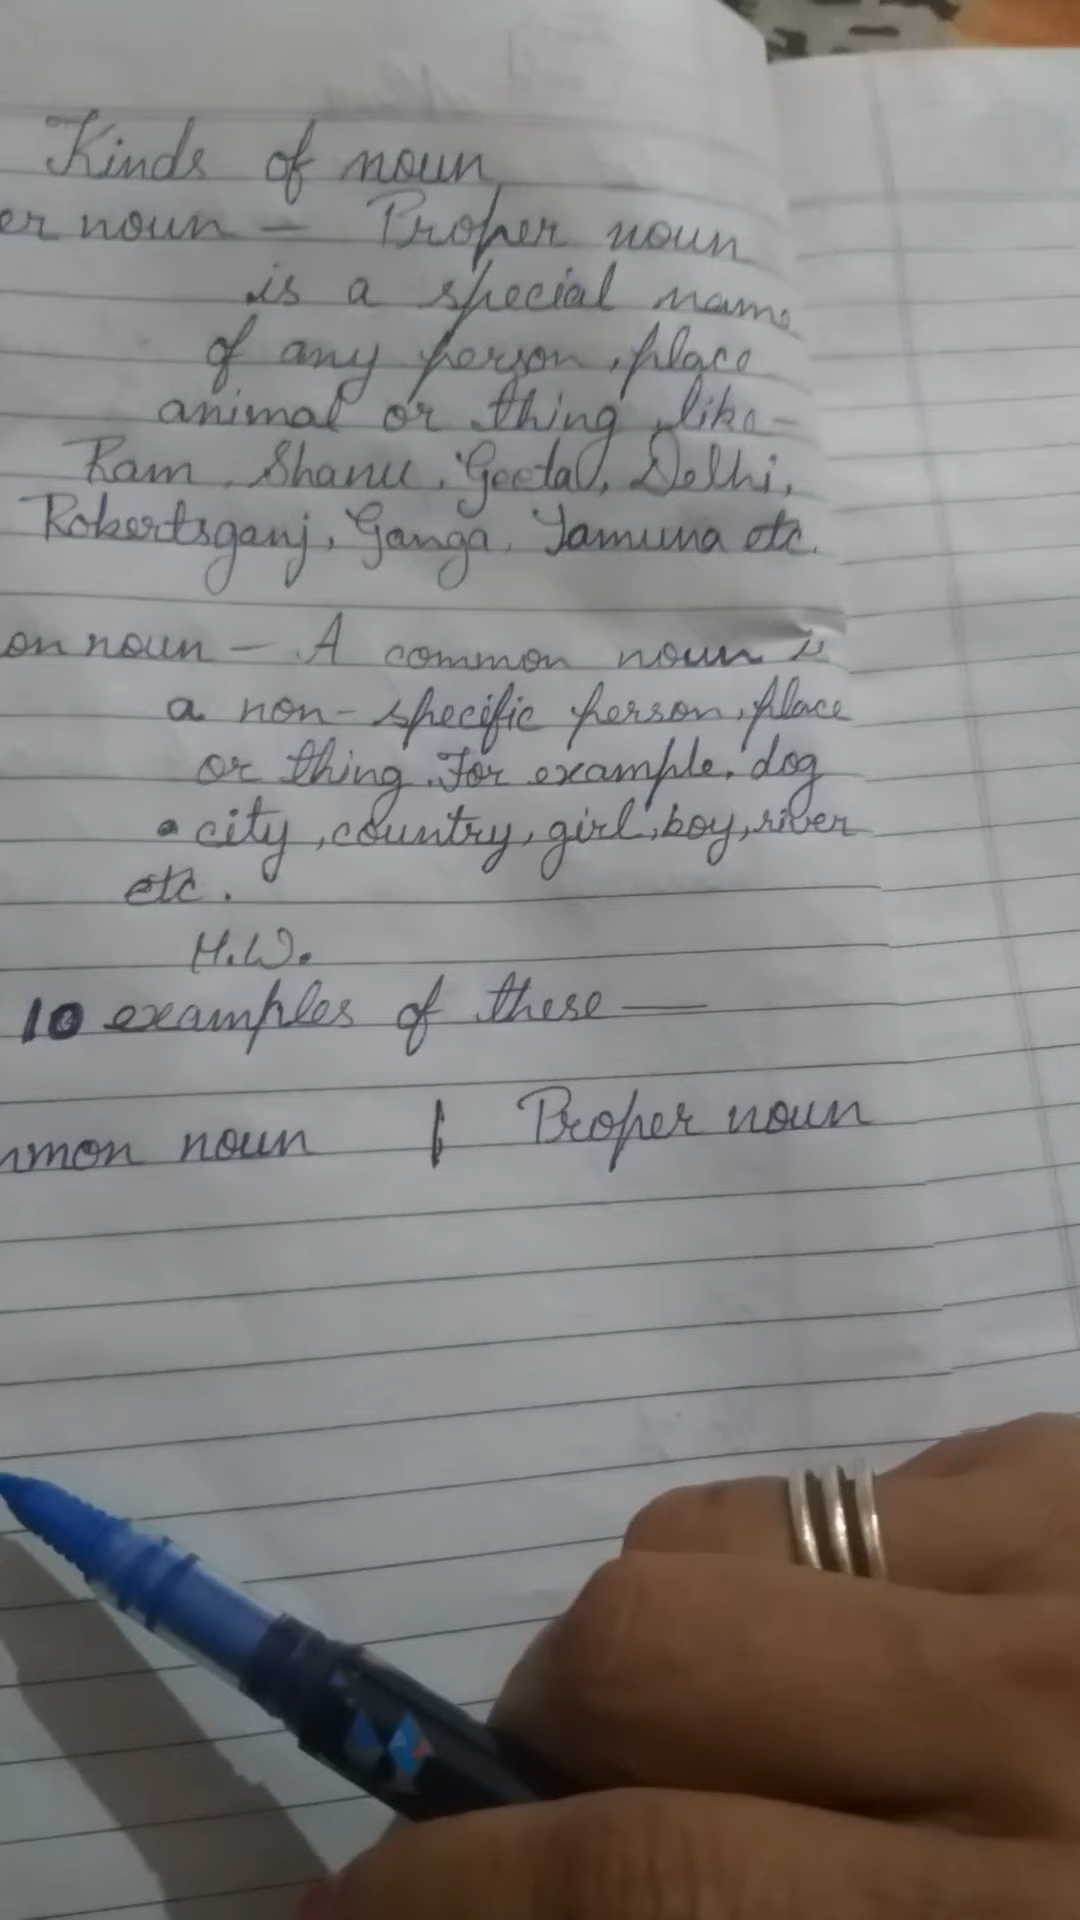 Kinds of noun
er noun — Proper noun
is a special name
of any person, place
animal or thing, like—
Ram, Shanu, Geeta, Delhi,
Robertsganj, Ganga, Yamuna etc.
on noun — A common noun is
a non-specific person, place
or thing. For example, dog
city, country, girl, boy, river
etc.
H.W.
10 examples of these —
mmon noun | Proper noun